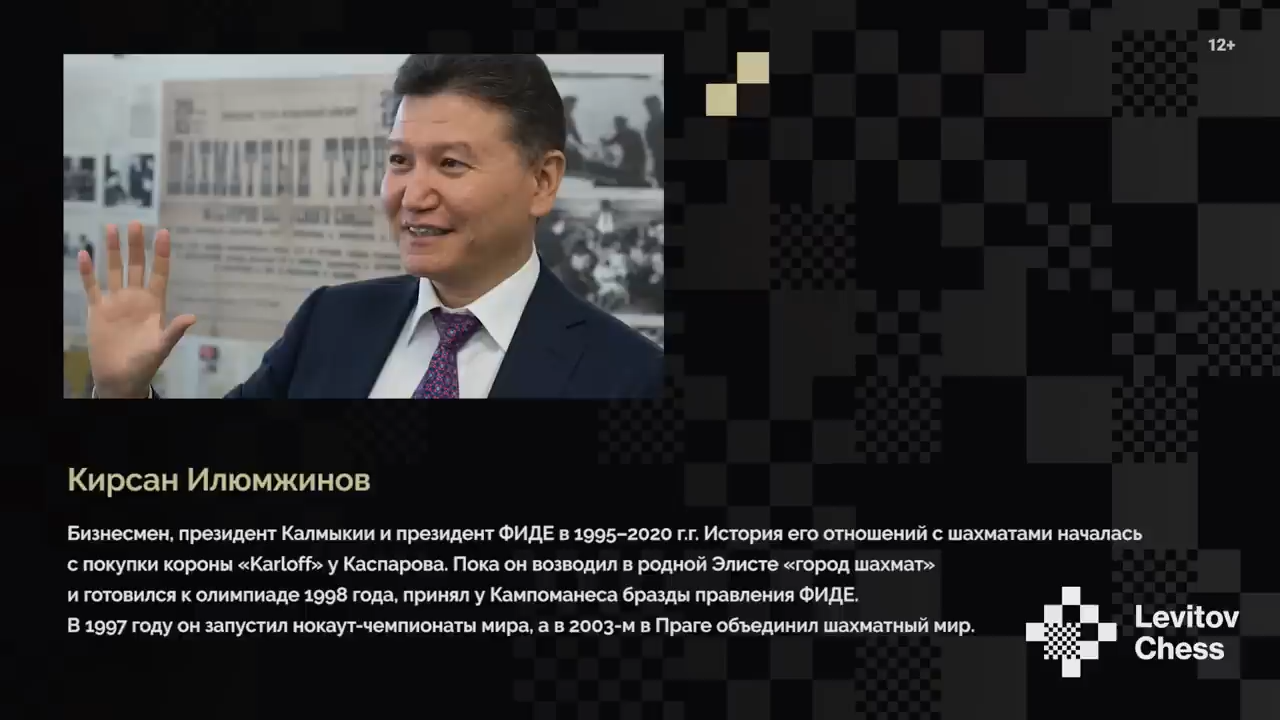 12+
ШАХМАТНЫЙ ТУРН
Кирсан Илюмжинов
Бизнесмен, президент Калмыкии и президент ФИДЕ в 1995–2020 г.г. История его отношений с шахматами началась
с покупки короны «Karloff» у Каспарова. Пока он возводил в родной Элисте «город шахмат»
и готовился к олимпиаде 1998 года, принял у Кампоманеса бразды правления ФИДЕ.
В 1997 году он запустил нокаут-чемпионаты мира, а в 2003-м в Праге объединил шахматный мир.
Levitov
Chess